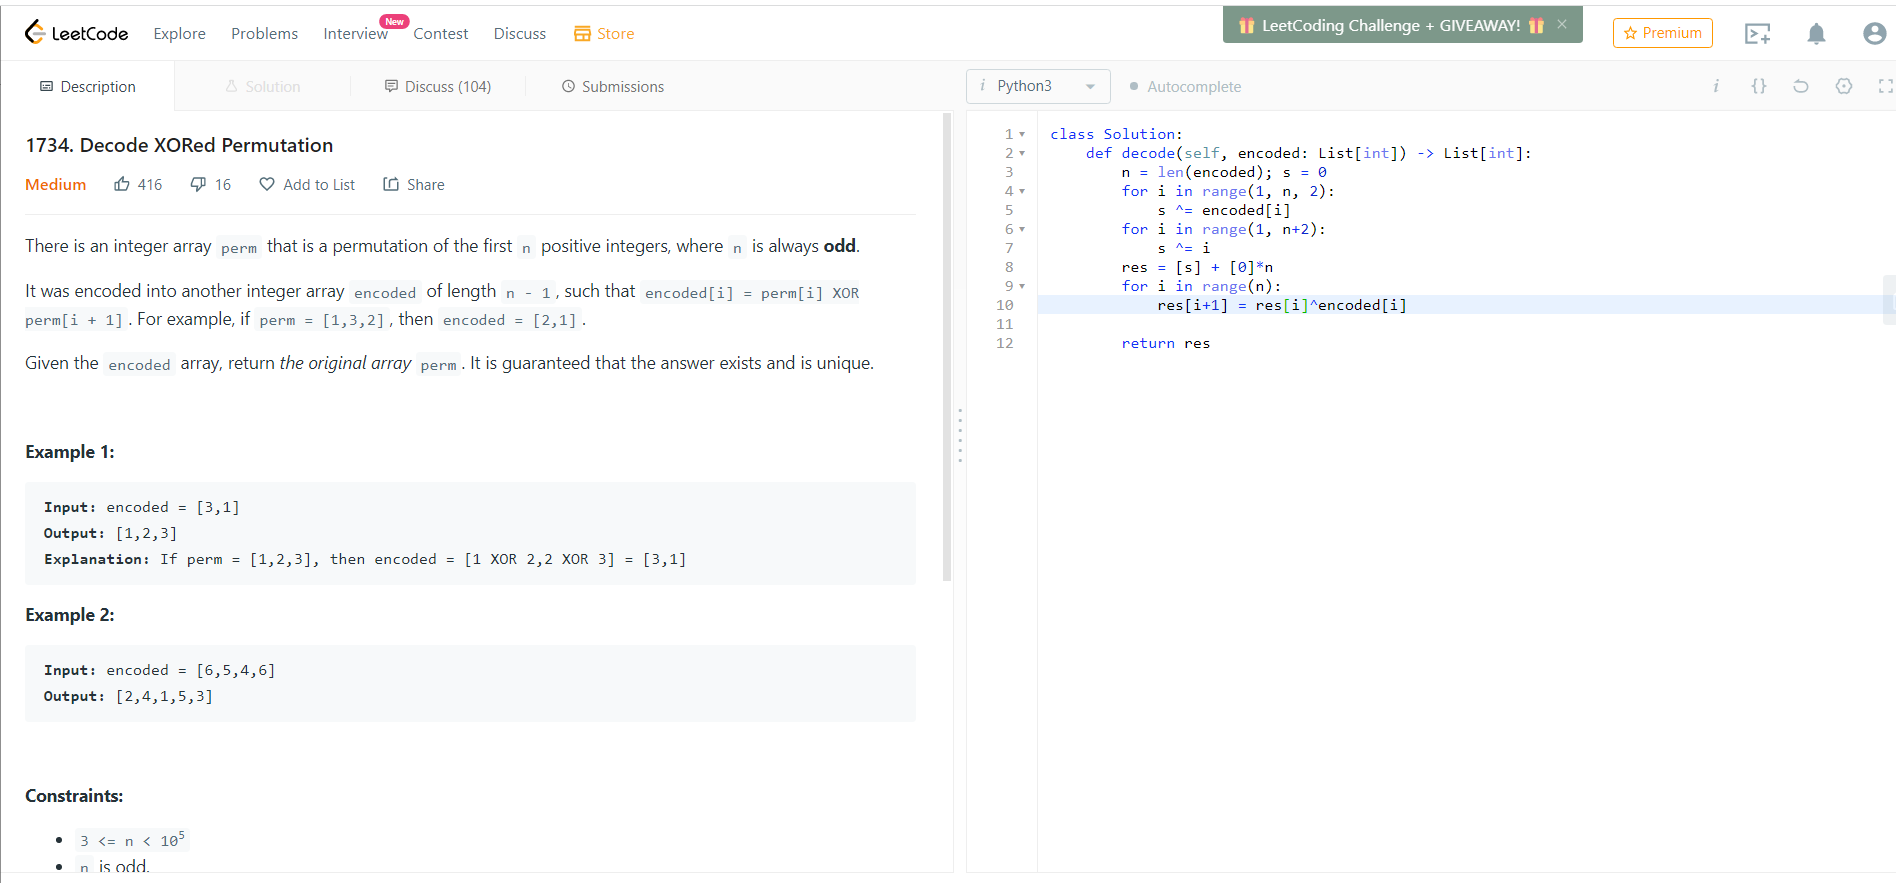 LeetCode Explore Problems Interview New Contest Discuss Store LeetCoding Challenge + GIVEAWAY! × Premium
Description Solution Discuss (104) Submissions
i Python3 Autocomplete i {}
1734. Decode XORed Permutation
Medium 416 16 Add to List Share
There is an integer array perm that is a permutation of the first n positive integers, where n is always odd.
It was encoded into another integer array encoded of length n - 1, such that encoded[i] = perm[i] XOR
perm[i + 1]. For example, if perm = [1,3,2], then encoded = [2,1].
Given the encoded array, return the original array perm. It is guaranteed that the answer exists and is unique.
Example 1:
Input: encoded = [3,1]
Output: [1,2,3]
Explanation: If perm = [1,2,3], then encoded = [1 XOR 2,2 XOR 3] = [3,1]
Example 2:
Input: encoded = [6,5,4,6]
Output: [2,4,1,5,3]
Constraints:
• 3 <= n < 10⁵
• n is odd.
1 class Solution:
2 def decode(self, encoded: List[int]) -> List[int]:
3 n = len(encoded); s = 0
4 for i in range(1, n, 2):
5 s ^= encoded[i]
6 for i in range(1, n+2):
7 s ^= i
8 res = [s] + [0]*n
9 for i in range(n):
10 res[i+1] = res[i]^encoded[i]
11
12 return res